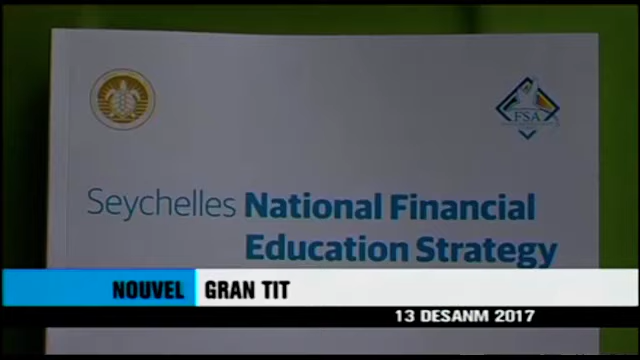 FSA
Seychelles National Financial
Education Strategy
NOUVEL GRAN TIT
13 DESANM 2017